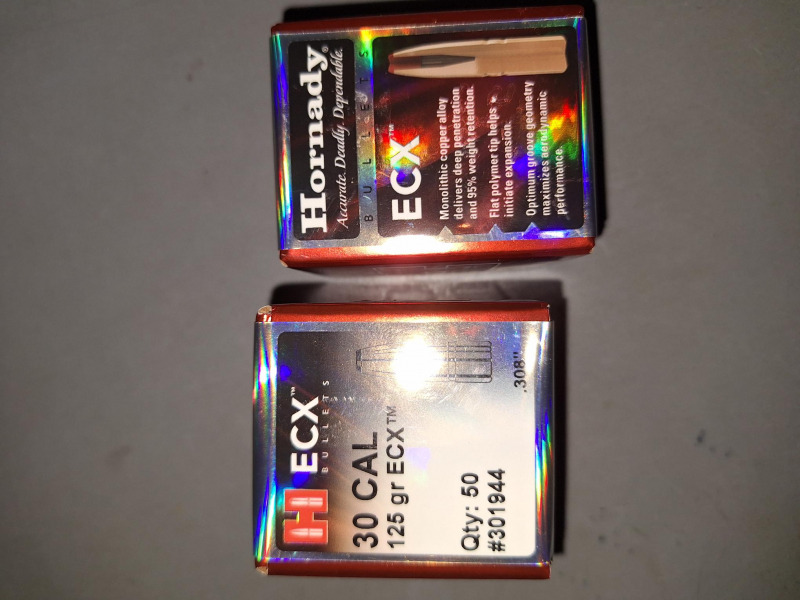 Hornady®
Accurate. Deadly. Dependable.
BULLETS
ECX™
Monolithic copper alloy
delivers deep penetration
and 95% weight retention.
Flat polymer tip helps
initiate expansion.
Optimum groove geometry
maximizes aerodynamic
performance.
H ECX™
BULLETS
30 CAL
125 gr ECX™
.308"
Qty: 50
#301944